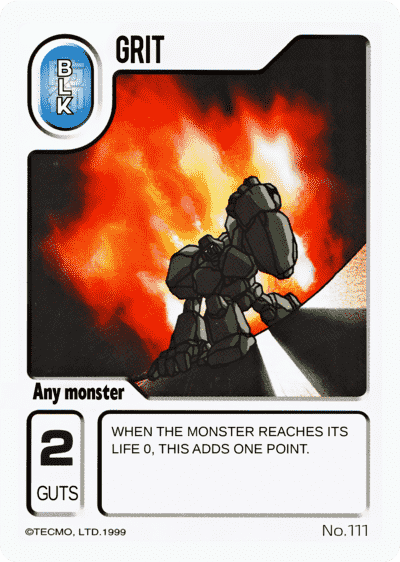 GRIT
BLK
Any monster
2
GUTS
WHEN THE MONSTER REACHES ITS
LIFE 0, THIS ADDS ONE POINT.
©TECMO, LTD.1999
No.111